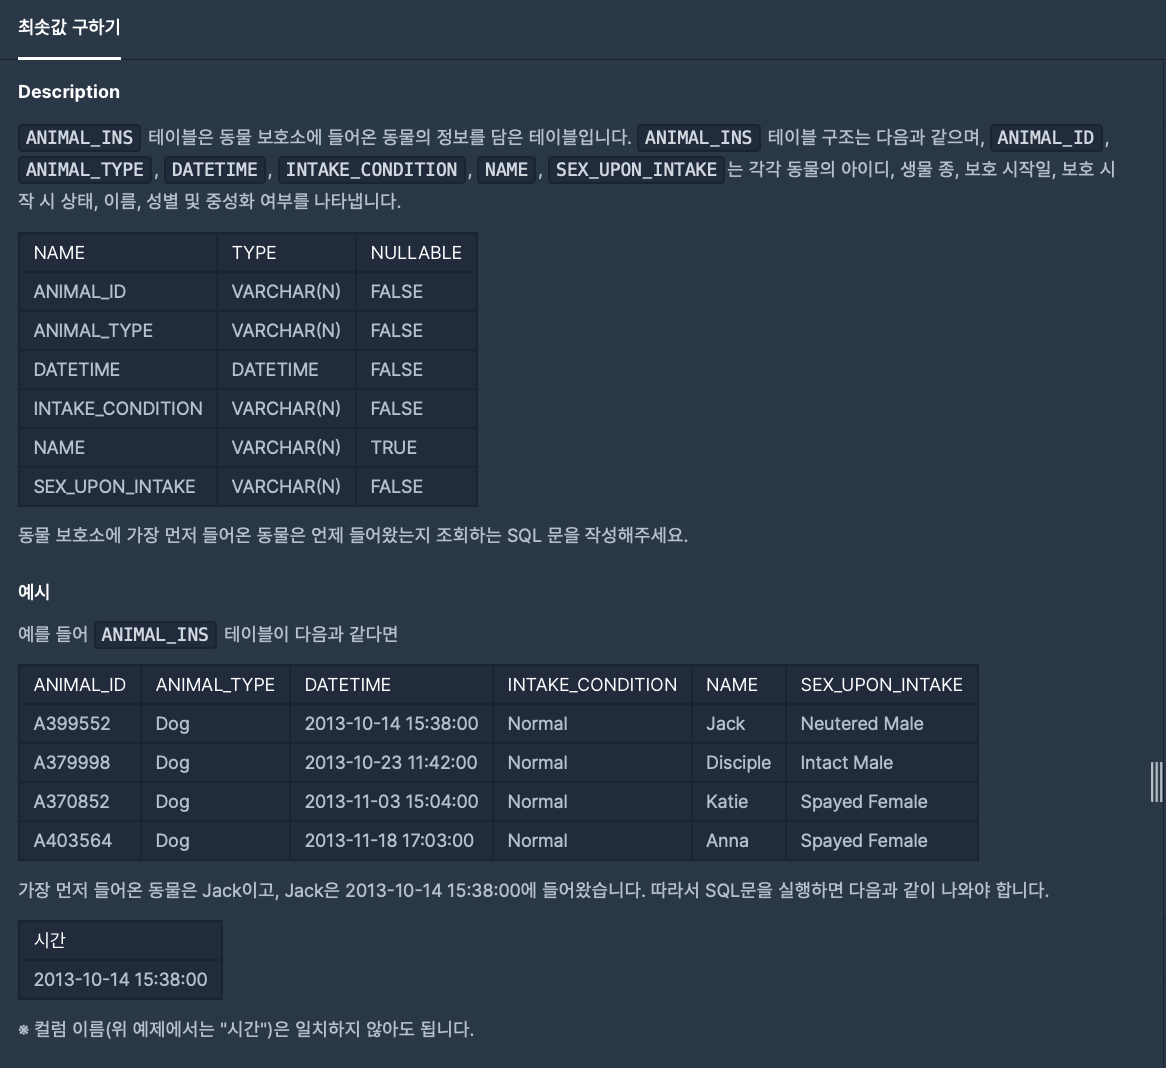 최솟값 구하기
Description
ANIMAL_INS 테이블은 동물 보호소에 들어온 동물의 정보를 담은 테이블입니다. ANIMAL_INS 테이블 구조는 다음과 같으며, ANIMAL_ID,
ANIMAL_TYPE, DATETIME, INTAKE_CONDITION, NAME, SEX_UPON_INTAKE는 각각 동물의 아이디, 생물 종, 보호 시작일, 보호 시
작 시 상태, 이름, 성별 및 중성화 여부를 나타냅니다.
NAME TYPE NULLABLE
ANIMAL_ID VARCHAR(N) FALSE
ANIMAL_TYPE VARCHAR(N) FALSE
DATETIME DATETIME FALSE
INTAKE_CONDITION VARCHAR(N) FALSE
NAME VARCHAR(N) TRUE
SEX_UPON_INTAKE VARCHAR(N) FALSE
동물 보호소에 가장 먼저 들어온 동물은 언제 들어왔는지 조회하는 SQL 문을 작성해주세요.
예시
예를 들어 ANIMAL_INS 테이블이 다음과 같다면
ANIMAL_ID ANIMAL_TYPE DATETIME INTAKE_CONDITION NAME SEX_UPON_INTAKE
A399552 Dog 2013-10-14 15:38:00 Normal Jack Neutered Male
A379998 Dog 2013-10-23 11:42:00 Normal Disciple Intact Male
A370852 Dog 2013-11-03 15:04:00 Normal Katie Spayed Female
A403564 Dog 2013-11-18 17:03:00 Normal Anna Spayed Female
가장 먼저 들어온 동물은 Jack이고, Jack은 2013-10-14 15:38:00에 들어왔습니다. 따라서 SQL문을 실행하면 다음과 같이 나와야 합니다.
시간
2013-10-14 15:38:00
※ 컬럼 이름(위 예제에서는 "시간")은 일치하지 않아도 됩니다.